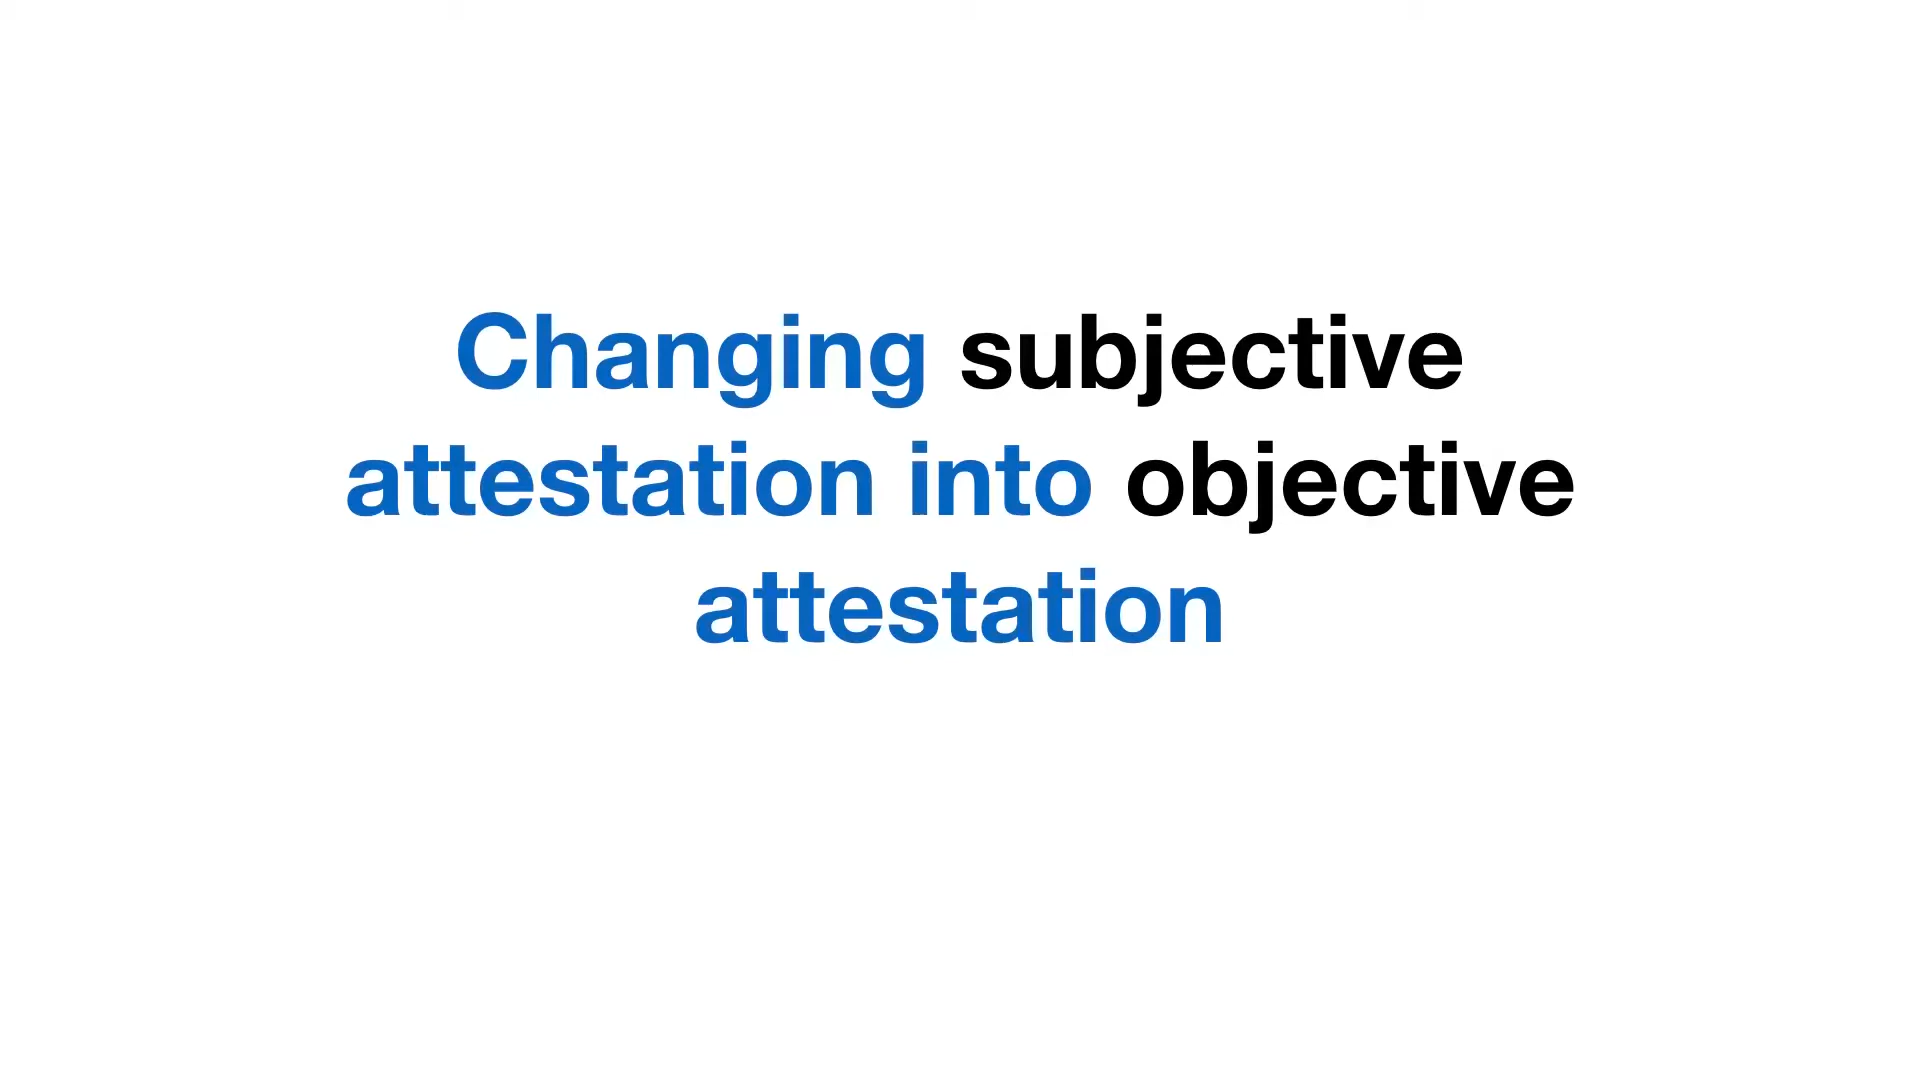 Changing subjective
attestation into objective
attestation